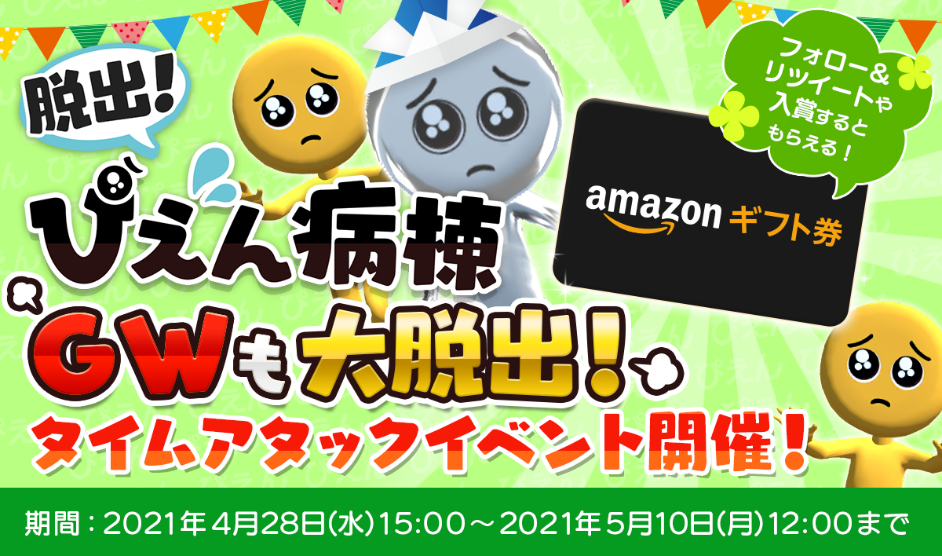 脱出!
フォロー&
リツイートや
入賞すると
もらえる!
amazon ギフト券
ぴえん病棟
GWも大脱出!
タイムアタックイベント開催!
期間:2021年4月28日(水)15:00~2021年5月10日(月)12:00まで